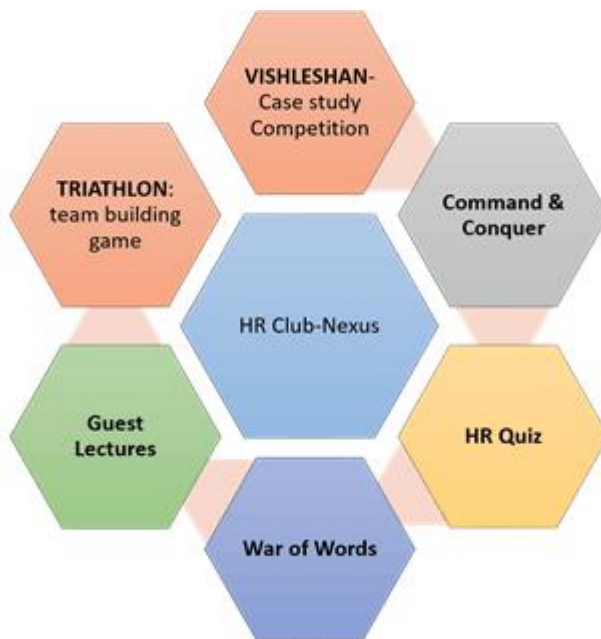 VISHLESHAN-
Case study
Competition
TRIATHLON:
team building
game
Command &
Conquer
HR Club-Nexus
Guest
Lectures
HR Quiz
War of Words